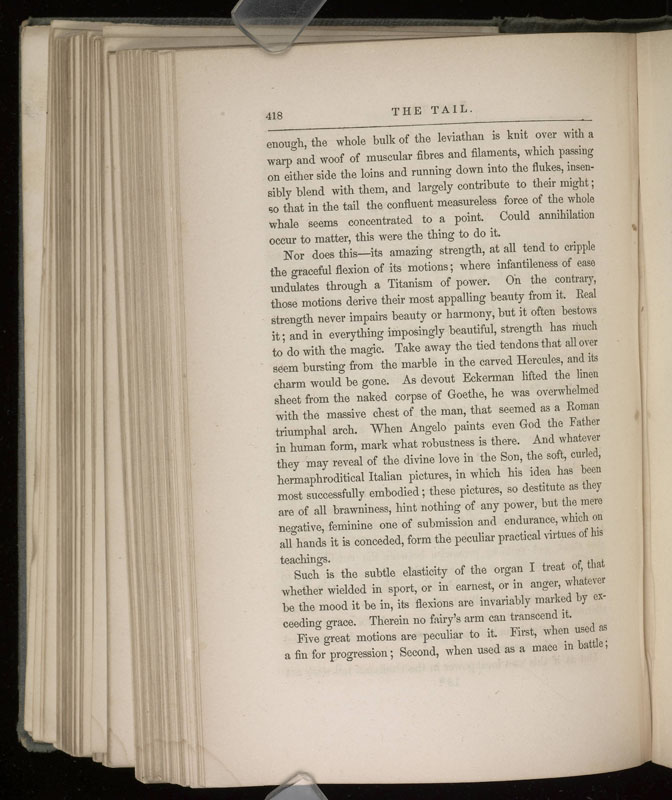 418
THE TAIL.
enough, the whole bulk of the leviathan is knit over with a
warp and woof of muscular fibres and filaments, which passing
on either side the loins and running down into the flukes, insen-
sibly blend with them, and largely contribute to their might;
so that in the tail the confluent measureless force of the whole
whale seems concentrated to a point. Could annihilation
occur to matter, this were the thing to do it.
Nor does this—its amazing strength, at all tend to cripple
the graceful flexion of its motions; where infantileness of ease
undulates through a Titanism of power. On the contrary,
those motions derive their most appalling beauty from it. Real
strength never impairs beauty or harmony, but it often bestows
it; and in everything imposingly beautiful, strength has much
to do with the magic. Take away the tied tendons that all over
seem bursting from the marble in the carved Hercules, and its
charm would be gone. As devout Eckerman lifted the linen
sheet from the naked corpse of Goethe, he was overwhelmed
with the massive chest of the man, that seemed as a Roman
triumphal arch. When Angelo paints even God the Father
in human form, mark what robustness is there. And whatever
they may reveal of the divine love in the Son, the soft, curled,
hermaphroditical Italian pictures, in which his idea has been
most successfully embodied; these pictures, so destitute as they
are of all brawniness, hint nothing of any power, but the mere
negative, feminine one of submission and endurance, which on
all hands it is conceded, form the peculiar practical virtues of his
teachings.
Such is the subtle elasticity of the organ I treat of, that
whether wielded in sport, or in earnest, or in anger, whatever
be the mood it be in, its flexions are invariably marked by ex-
ceeding grace. Therein no fairy's arm can transcend it.
Five great motions are peculiar to it. First, when used as
a fin for progression; Second, when used as a mace in battle;